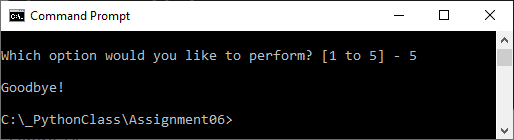 Command Prompt
Which option would you like to perform? [1 to 5] - 5
Goodbye!
C:\_PythonClass\Assignment06>